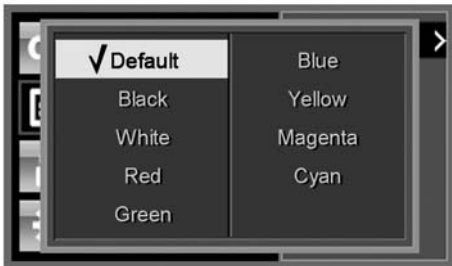 Default
Black
White
Red
Green
Blue
Yellow
Magenta
Cyan